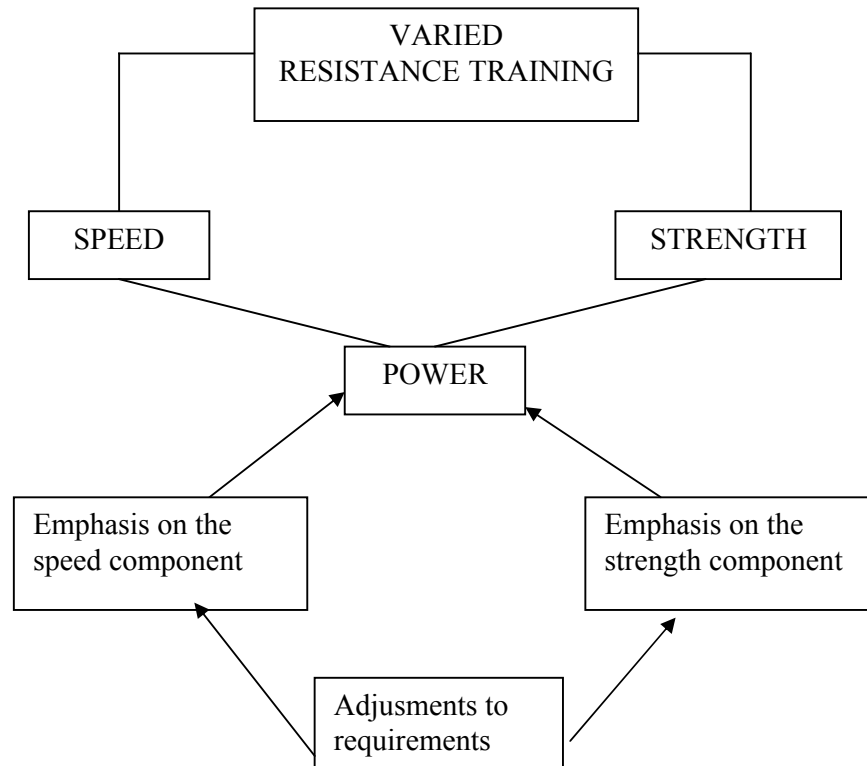 VARIED
RESISTANCE TRAINING
SPEED
STRENGTH
POWER
Emphasis on the
speed component
Emphasis on the
strength component
Adjusments to
requirements